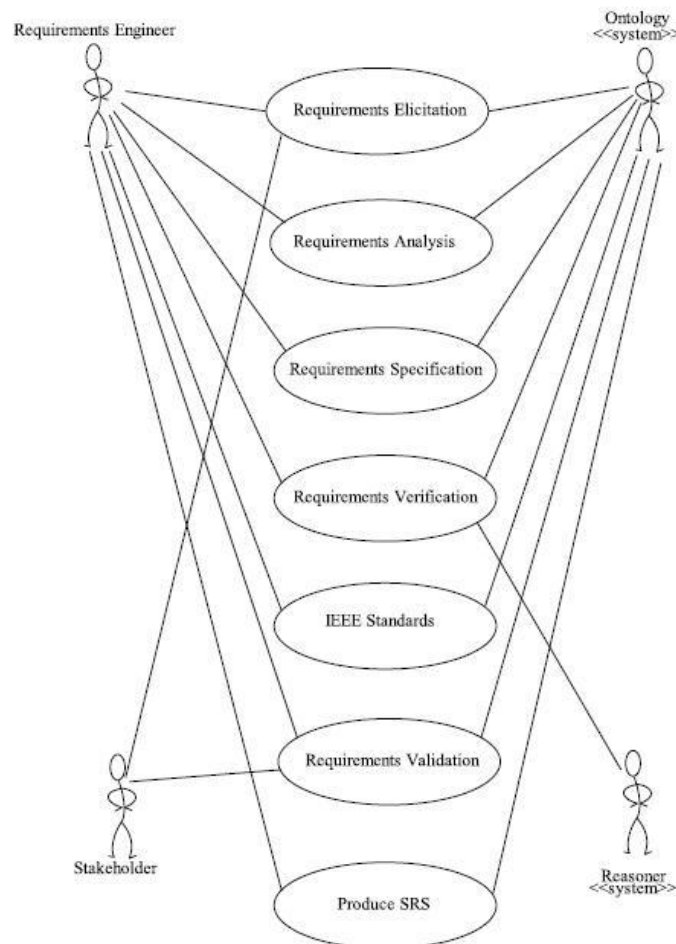 Requirements Engineer
Ontology
<<system>>
Requirements Elicitation
Requirements Analysis
Requirements Specification
Requirements Verification
IEEE Standards
Requirements Validation
Stakeholder
Reasoner
<<system>>
Produce SRS